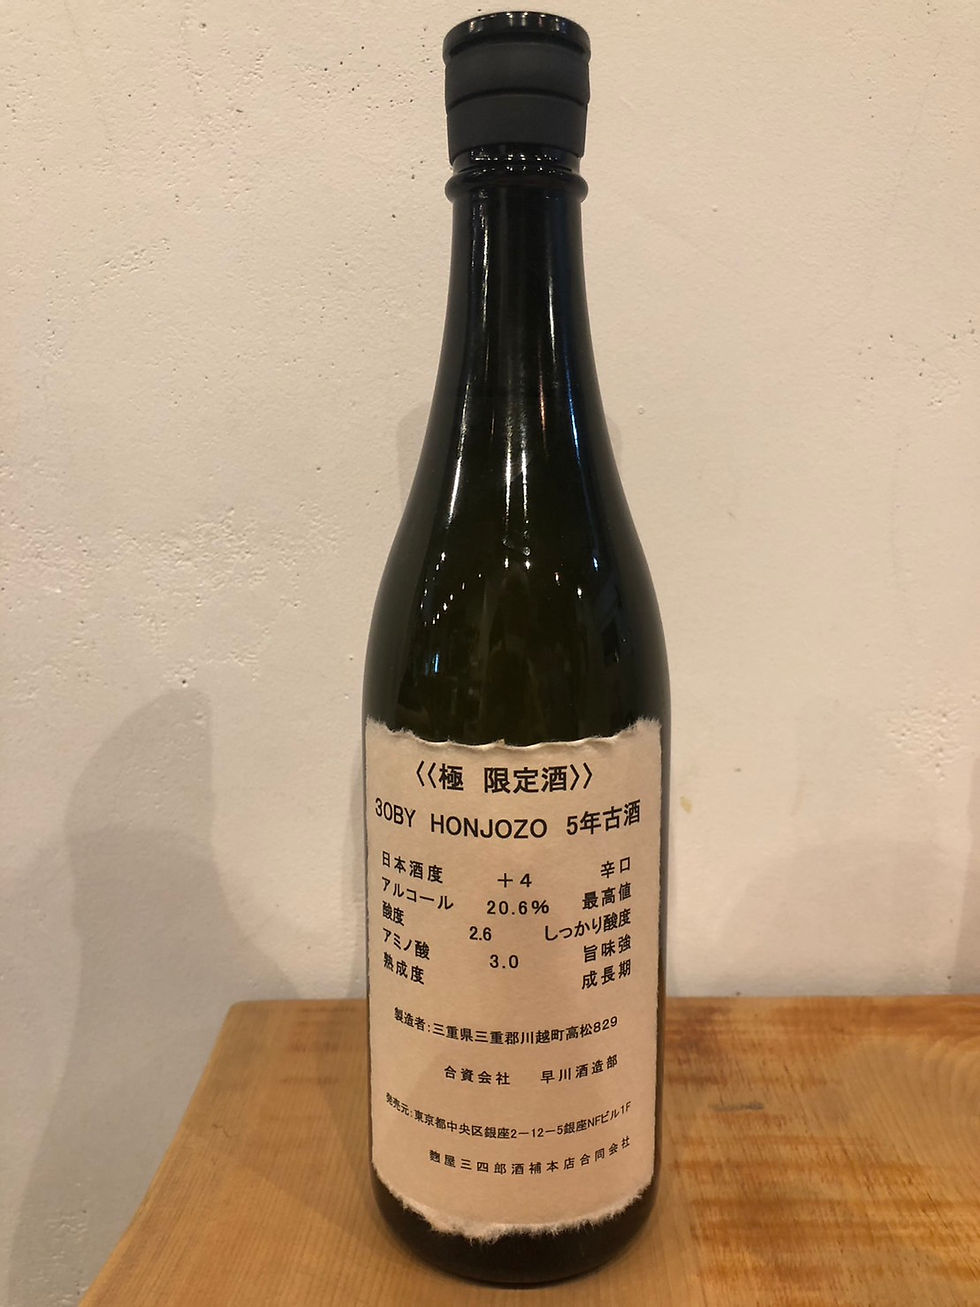 《極 限定酒》
30BY HONJOZO 5年古酒
日本酒度 +4 辛口
アルコール 20.6% 最高値
酸度 2.6 しっかり酸度
アミノ酸 3.0 旨味強
熟成度 成長期
製造者:三重県三重郡川越町高松829
合資会社 早川酒造部
発売元:東京都中央区銀座2-12-5銀座NFビル1F
麹屋三四郎酒補本店合同会社